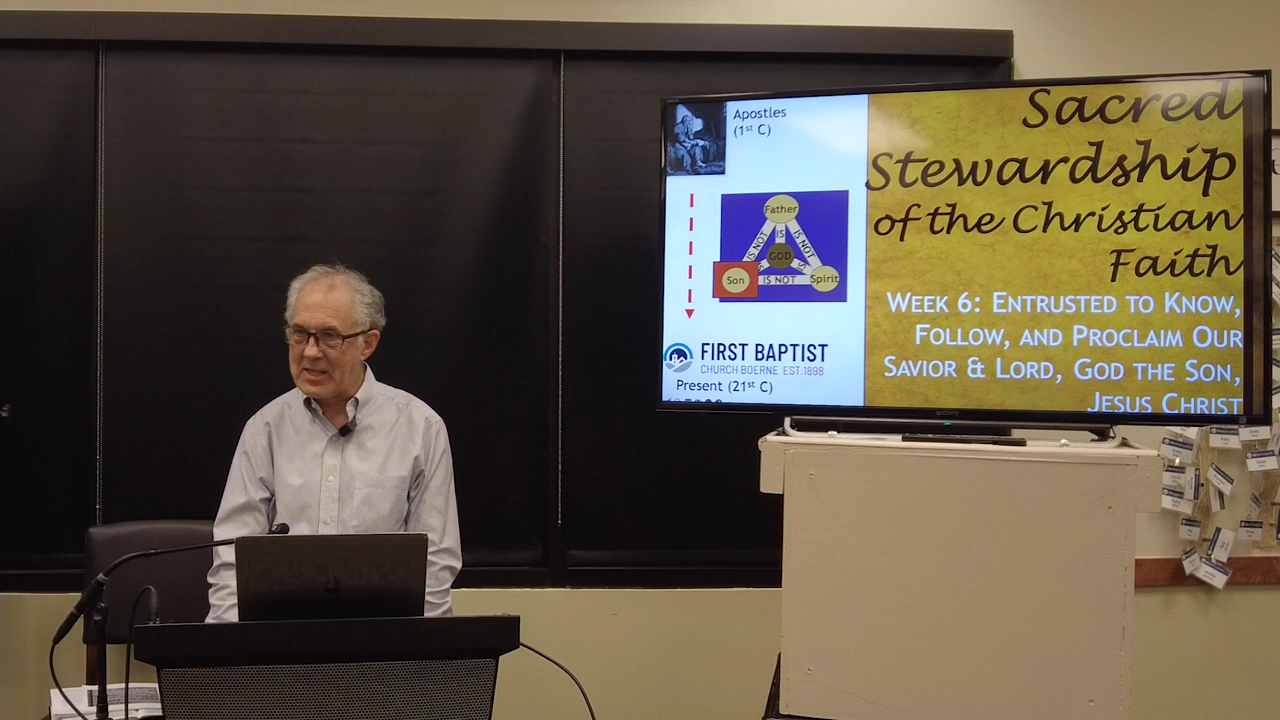 Apostles
(1st C)
Father
IS NOT
IS
IS NOT
GOD
IS
Son
IS NOT
Spirit
FIRST BAPTIST
CHURCH BOERNE EST.1898
Present (21st C)
Sacred
Stewardship
of the Christian
Faith
WEEK 6: ENTRUSTED TO KNOW,
FOLLOW, AND PROCLAIM OUR
SAVIOR & LORD, GOD THE SON,
JESUS CHRIST
SONY